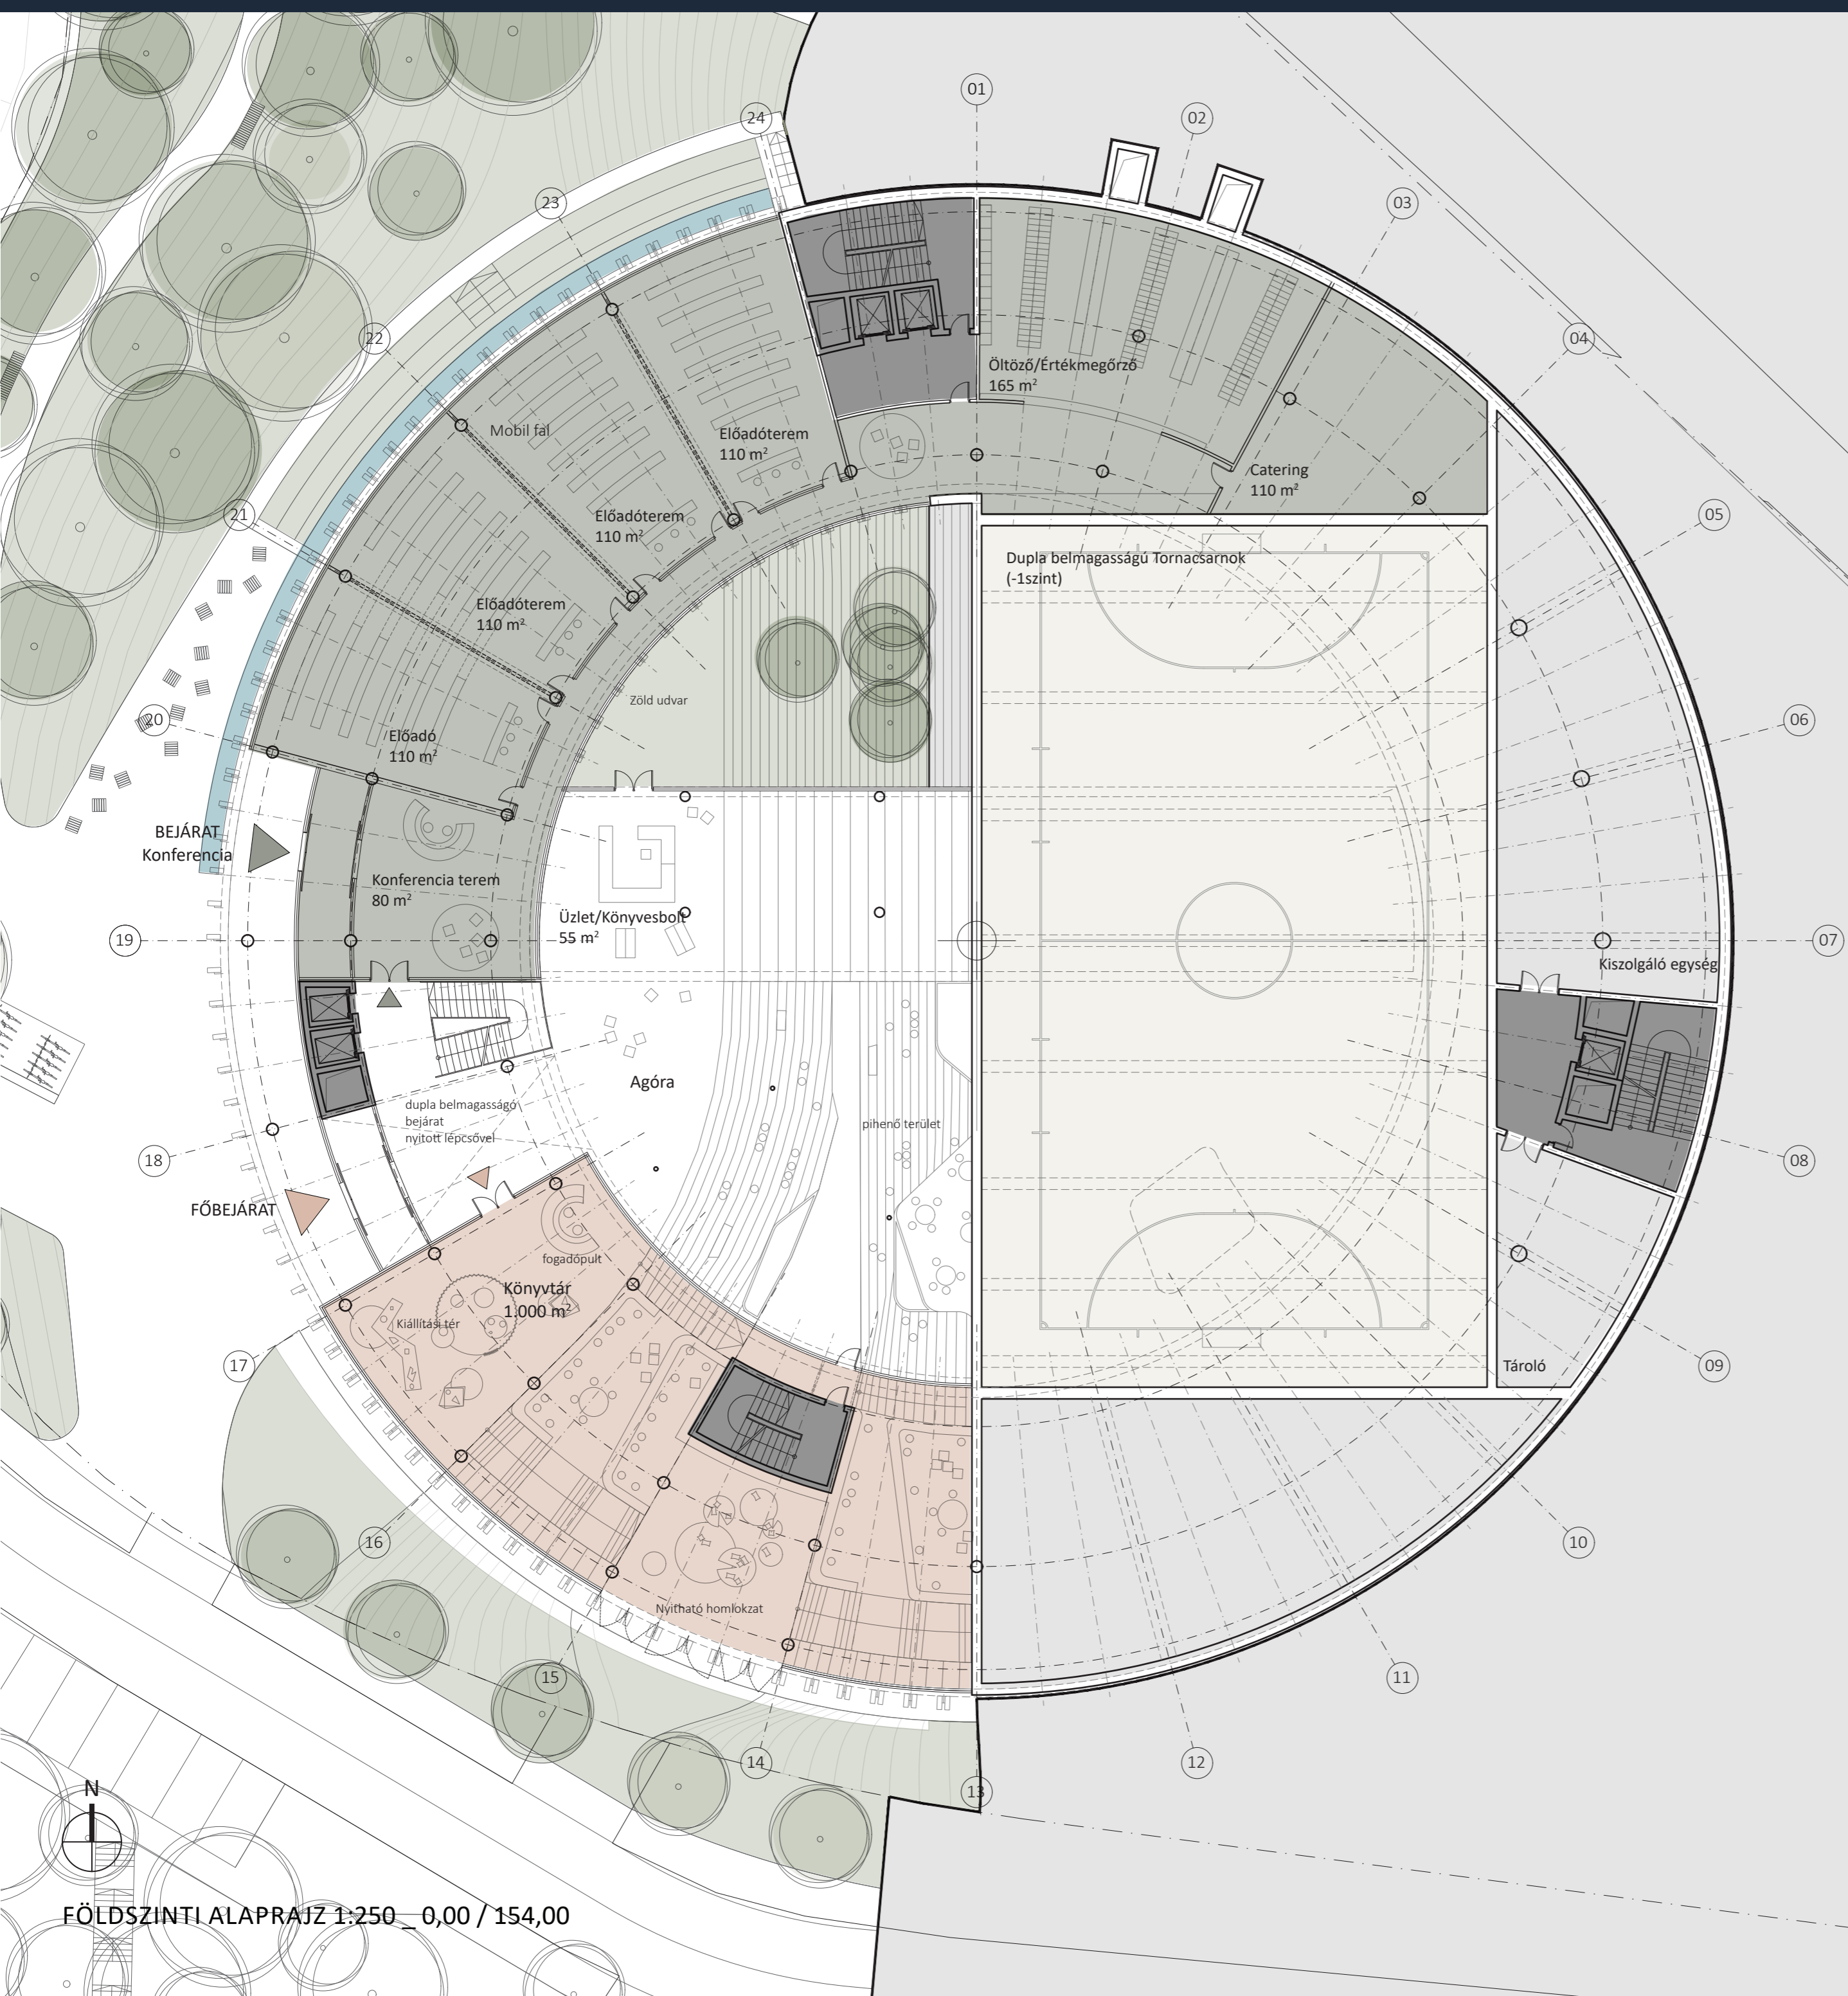 01
24
02
23
03
22
04
Öltöző/Értékmegőrző
165 m²
Mobil fal
Előadóterem
110 m²
Catering
110 m²
21
Előadóterem
110 m²
05
Dupla belmagasságú Tornacsarnok
(-1szint)
Előadóterem
110 m²
Zöld udvar
20
06
Előadó
110 m²
BEJÁRAT
Konferencia
Konferencia terem
80 m²
Üzlet/Könyvesbolt
55 m²
19
07
Kiszolgáló egység
Agóra
dupla belmagasságó
bejárat
nyitott lépcsővel
pihenő terület
18
08
FŐBEJÁRAT
fogadópult
Könyvtár
1.000 m²
Kiállítási tér
17
Tároló
09
16
10
Nyitható homlokzat
15
11
14
12
13
N
FÖLDSZINTI ALAPRAJZ 1:250 _ 0,00 / 154,00